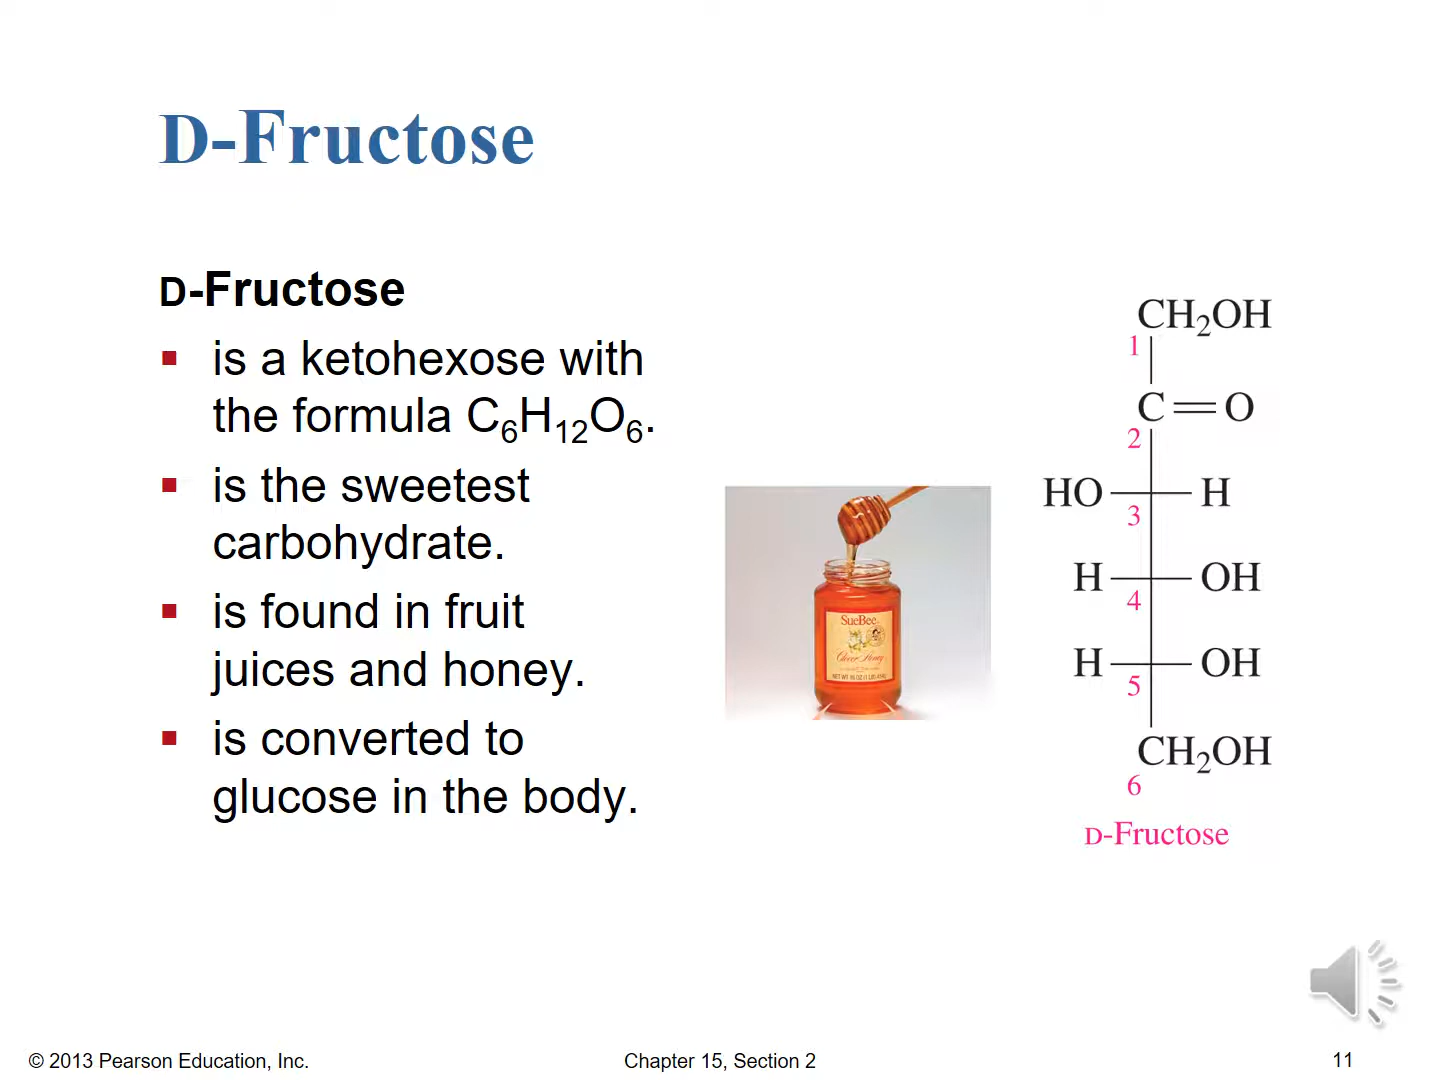 D-Fructose
D-Fructose
▪ is a ketohexose with
the formula C₆H₁₂O₆.
▪ is the sweetest
carbohydrate.
▪ is found in fruit
juices and honey.
▪ is converted to
glucose in the body.
SueBee
Clover Honey
CH₂OH
1
C=O
2
HO H
3
H OH
4
H OH
5
CH₂OH
6
D-Fructose
© 2013 Pearson Education, Inc.
Chapter 15, Section 2
11